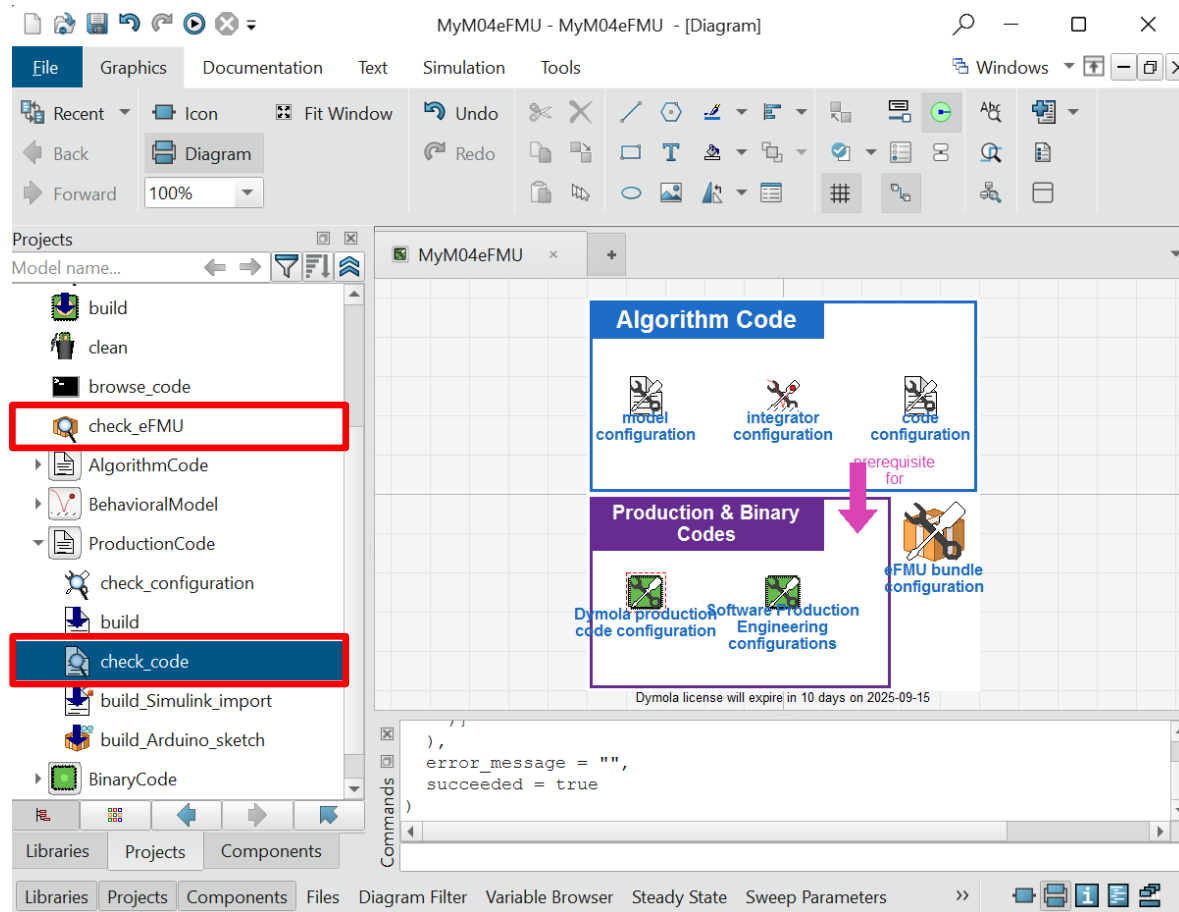 MyM04eFMU - MyM04eFMU - [Diagram]
File Graphics Documentation Text Simulation Tools Windows
Recent Icon Fit Window Undo
Back Diagram Redo
Forward 100%
Abc
Projects
Model name...
build
clean
browse_code
check_eFMU
AlgorithmCode
BehavioralModel
ProductionCode
check_configuration
build
check_code
build_Simulink_import
build_Arduino_sketch
BinaryCode
Libraries Projects Components
MyM04eFMU
Algorithm Code
model
configuration
integrator
configuration
code
configuration
prerequisite
for
Production & Binary
Codes
Dymola production
code configuration
Software Production
Engineering
configurations
eFMU bundle
configuration
Dymola license will expire in 10 days on 2025-09-15
Commands
),
error_message = "",
succeeded = true
)
Libraries Projects Components Files Diagram Filter Variable Browser Steady State Sweep Parameters